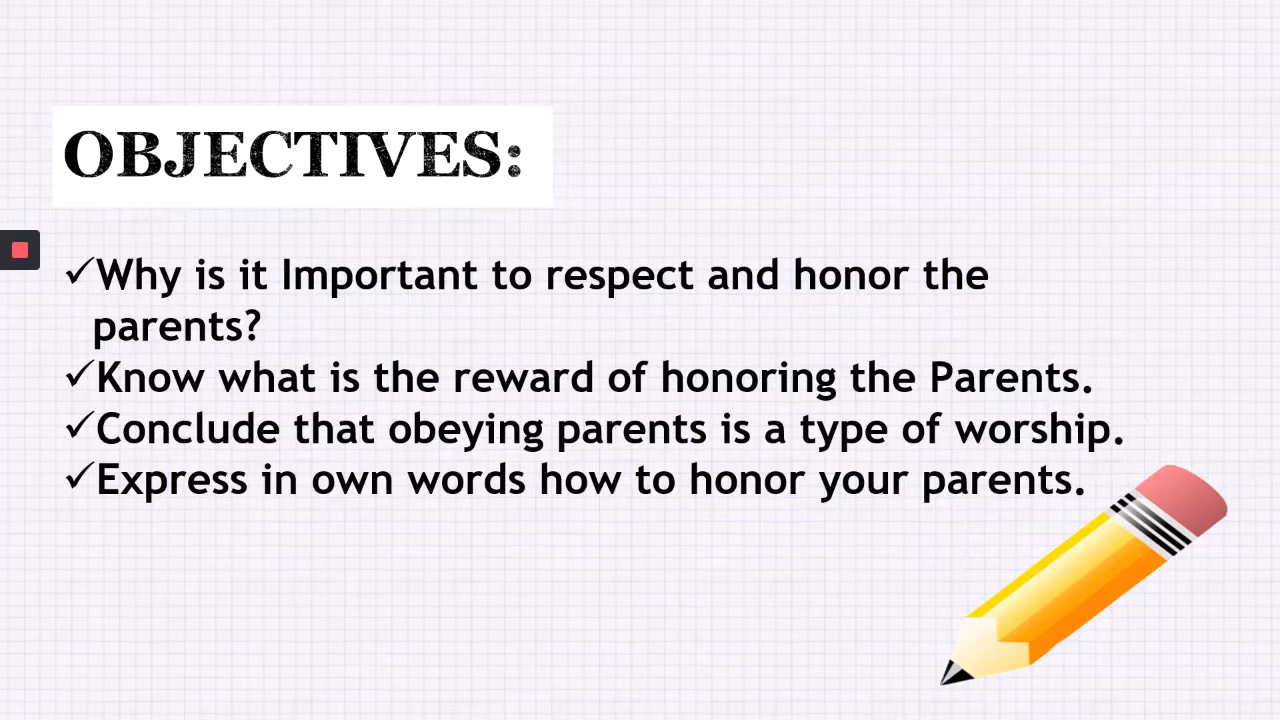 OBJECTIVES:
✓Why is it Important to respect and honor the
parents?
✓Know what is the reward of honoring the Parents.
✓Conclude that obeying parents is a type of worship.
✓Express in own words how to honor your parents.